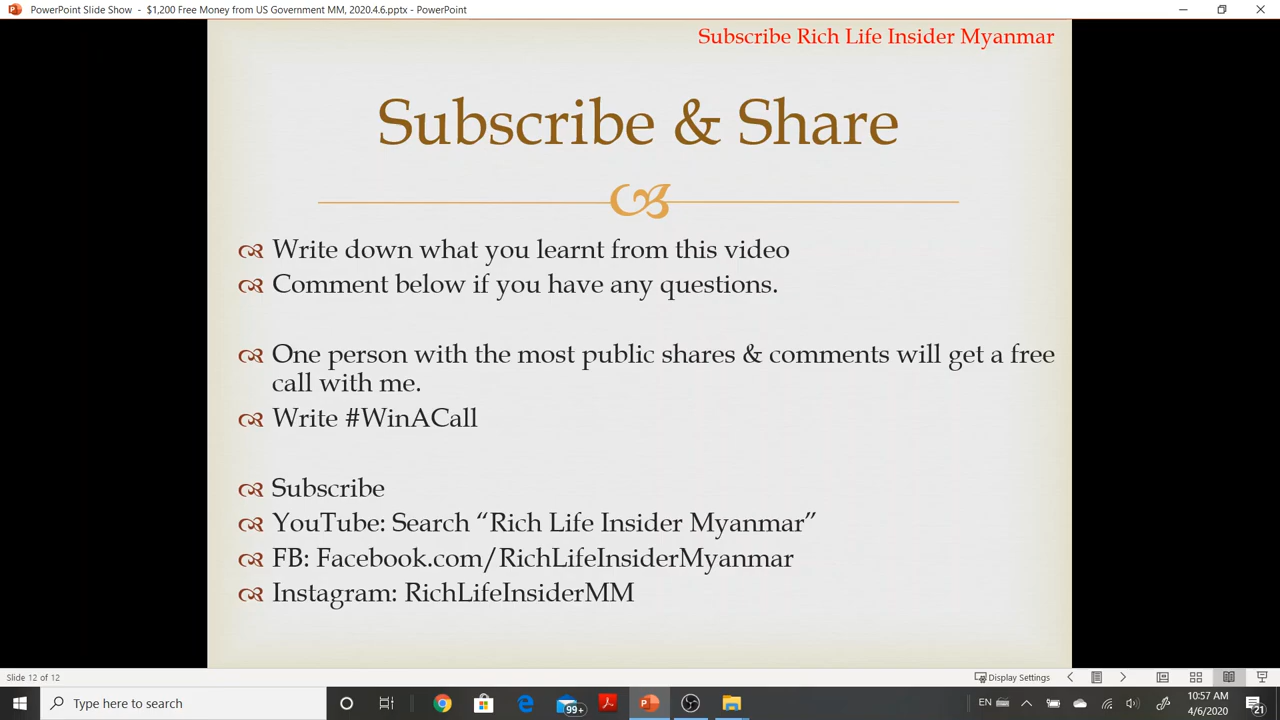 PowerPoint Slide Show - $1,200 Free Money from US Government MM, 2020.4.6.pptx - PowerPoint
Subscribe Rich Life Insider Myanmar
Subscribe & Share
Write down what you learnt from this video
Comment below if you have any questions.
One person with the most public shares & comments will get a free
call with me.
Write #WinACall
Subscribe
YouTube: Search “Rich Life Insider Myanmar”
FB: Facebook.com/RichLifeInsiderMyanmar
Instagram: RichLifeInsiderMM
Slide 12 of 12
Display Settings
Type here to search
99+
EN
10:57 AM
4/6/2020
21